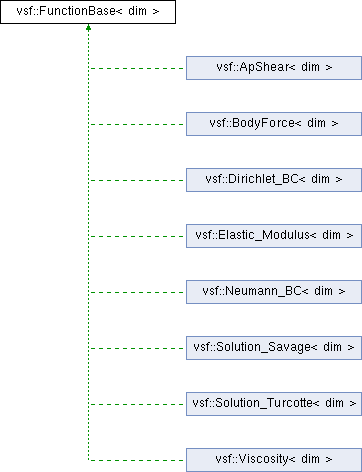 vsf::FunctionBase< dim >
vsf::ApShear< dim >
vsf::BodyForce< dim >
vsf::Dirichlet_BC< dim >
vsf::Elastic_Modulus< dim >
vsf::Neumann_BC< dim >
vsf::Solution_Savage< dim >
vsf::Solution_Turcotte< dim >
vsf::Viscosity< dim >